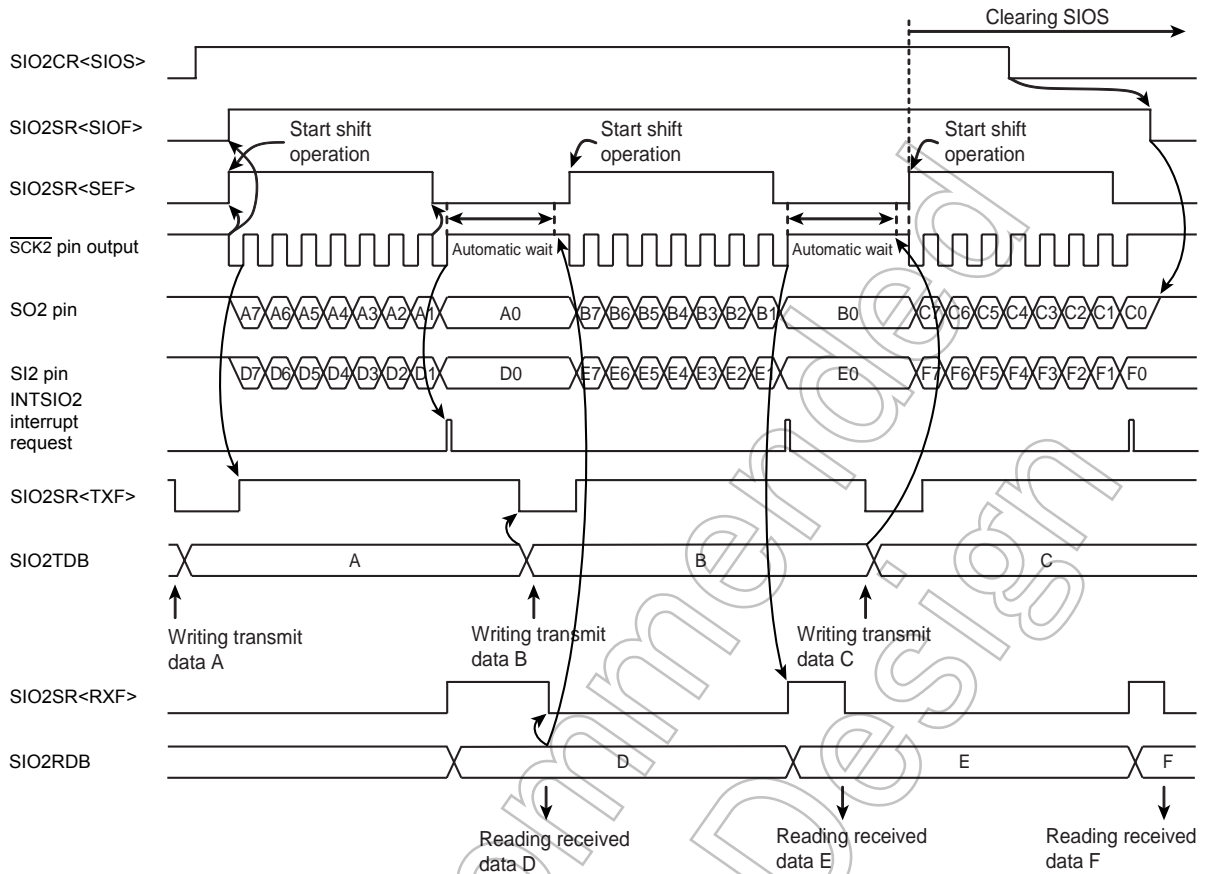 Clearing SIOS
SIO2CR<SIOS>
SIO2SR<SIOF>
Start shift
operation
Start shift
operation
Start shift
operation
SIO2SR<SEF>
SCK2 pin output
Automatic wait
Automatic wait
SO2 pin
A7 A6 A5 A4 A3 A2 A1 A0 B7 B6 B5 B4 B3 B2 B1 B0 C7 C6 C5 C4 C3 C2 C1 C0
SI2 pin
D7 D6 D5 D4 D3 D2 D1 D0 E7 E6 E5 E4 E3 E2 E1 E0 F7 F6 F5 F4 F3 F2 F1 F0
INTSIO2
interrupt
request
SIO2SR<TXF>
SIO2TDB
A B C
Writing transmit
data A
Writing transmit
data B
Writing transmit
data C
SIO2SR<RXF>
SIO2RDB
D E F
Reading received
data D
Reading received
data E
Reading received
data F
ommended
Design